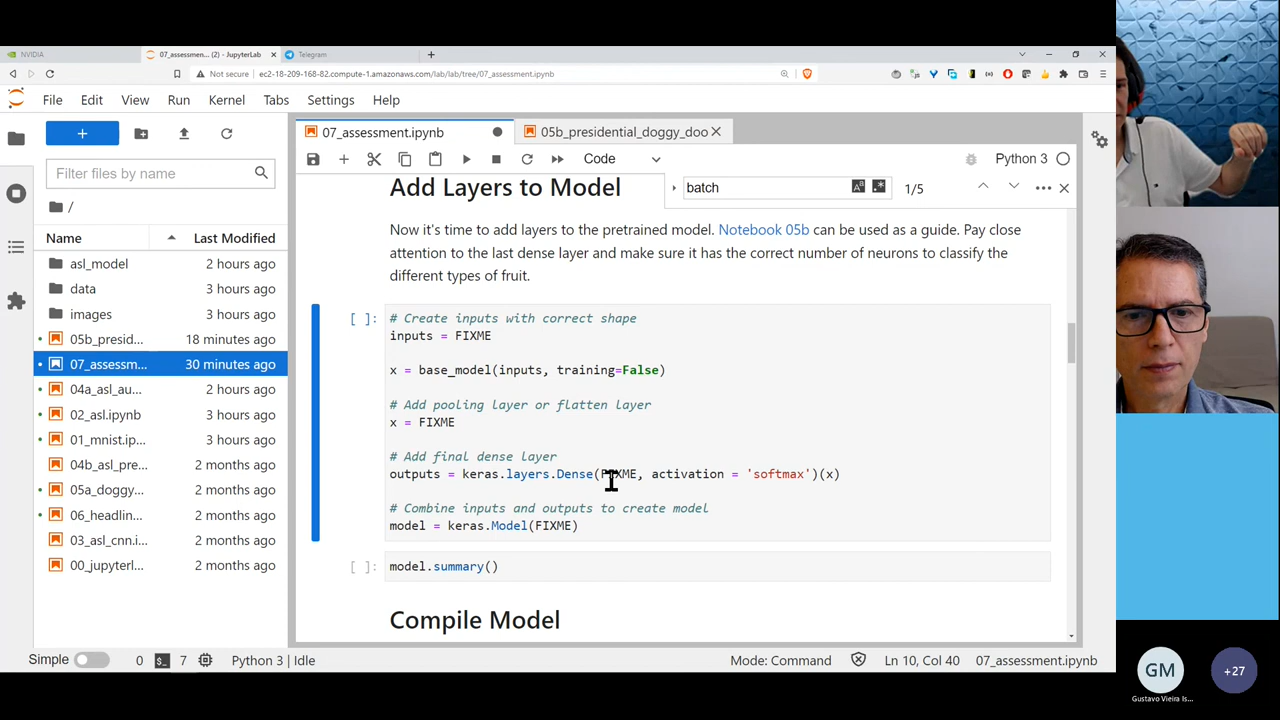 NVIDIA
07_assessmen... (2) - JupyterLab
Telegram
Not secure
ec2-18-209-168-82.compute-1.amazonaws.com/lab/lab/tree/07_assessment.ipynb
File Edit View Run Kernel Tabs Settings Help
07_assessment.ipynb
05b_presidential_doggy_doo
Code
Python 3
Filter files by name
batch
1/5
/
Name
Last Modified
asl_model 2 hours ago
data 3 hours ago
images 3 hours ago
05b_presid... 18 minutes ago
07_assessm... 30 minutes ago
04a_asl_au... 2 hours ago
02_asl.ipynb 3 hours ago
01_mnist.ip... 3 hours ago
04b_asl_pre... 2 months ago
05a_doggy... 2 months ago
06_headlin... 2 months ago
03_asl_cnn.i... 2 months ago
00_jupyterl... 2 months ago
Add Layers to Model
Now it's time to add layers to the pretrained model. Notebook 05b can be used as a guide. Pay close
attention to the last dense layer and make sure it has the correct number of neurons to classify the
different types of fruit.
[ ]:
# Create inputs with correct shape
inputs = FIXME
x = base_model(inputs, training=False)
# Add pooling layer or flatten layer
x = FIXME
# Add final dense layer
outputs = keras.layers.Dense(FIXME, activation = 'softmax')(x)
# Combine inputs and outputs to create model
model = keras.Model(FIXME)
[ ]:
model.summary()
Compile Model
Simple
0
7
Python 3 | Idle
Mode: Command
Ln 10, Col 40
07_assessment.ipynb
GM
Gustavo Vieira Is...
+27